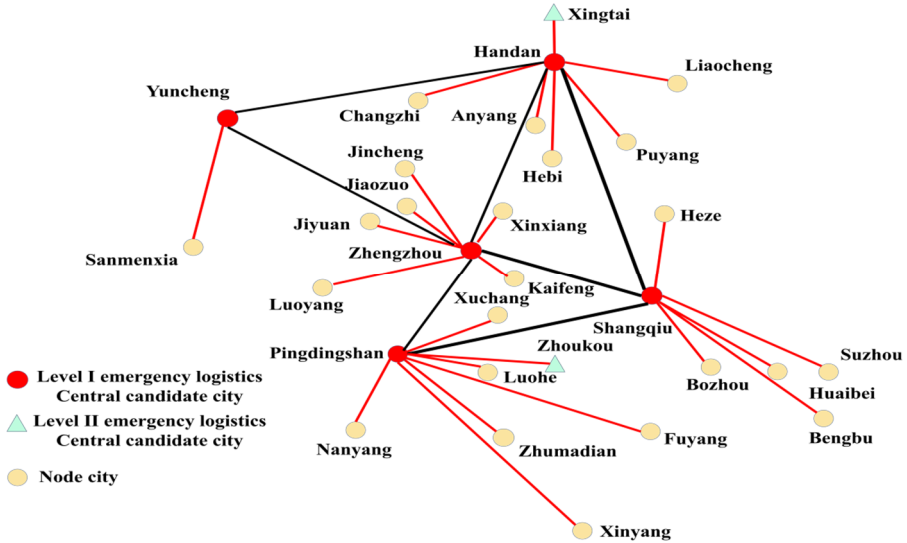 Xingtai
Handan
Liaocheng
Yuncheng
Changzhi
Anyang
Puyang
Jincheng
Hebi
Jiaozuo
Jiyuan
Xinxiang
Heze
Zhengzhou
Sanmenxia
Kaifeng
Luoyang
Xuchang
Shangqiu
Zhoukou
Pingdingshan
Suzhou
Luohe
Bozhou
Huaibei
Bengbu
Fuyang
Nanyang
Zhumadian
Xinyang
Level I emergency logistics
Central candidate city
Level II emergency logistics
Central candidate city
Node city